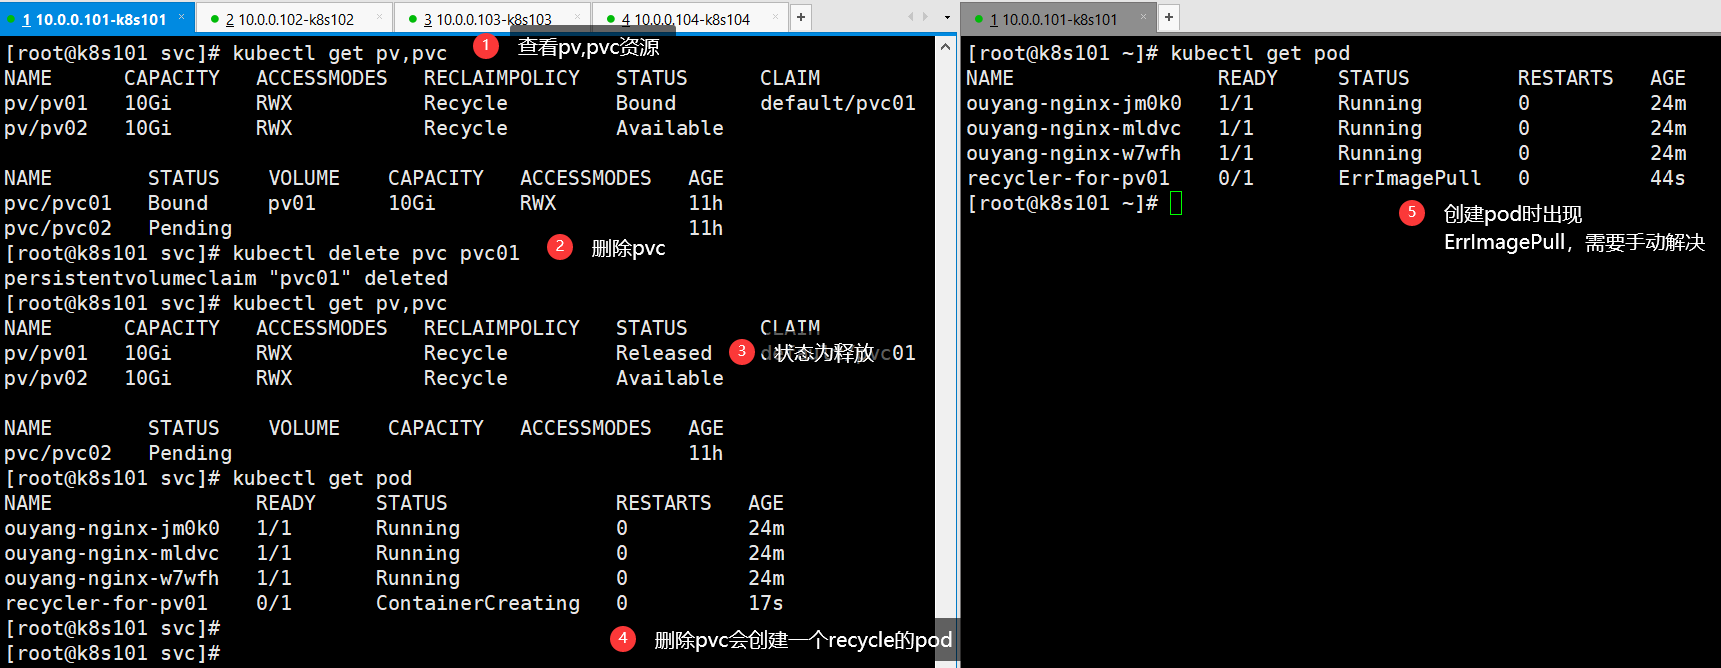 1 10.0.0.101-k8s101 × 2 10.0.0.102-k8s102 × 3 10.0.0.103-k8s103 × 4 10.0.0.104-k8s104 × +
[root@k8s101 svc]# kubectl get pv,pvc 1 查看pv,pvc资源
NAME CAPACITY ACCESSMODES RECLAIMPOLICY STATUS CLAIM
pv/pv01 10Gi RWX Recycle Bound default/pvc01
pv/pv02 10Gi RWX Recycle Available
NAME STATUS VOLUME CAPACITY ACCESSMODES AGE
pvc/pvc01 Bound pv01 10Gi RWX 11h
pvc/pvc02 Pending 11h
[root@k8s101 svc]# kubectl delete pvc pvc01 2 删除pvc
persistentvolumeclaim "pvc01" deleted
[root@k8s101 svc]# kubectl get pv,pvc
NAME CAPACITY ACCESSMODES RECLAIMPOLICY STATUS CLAIM
pv/pv01 10Gi RWX Recycle Released 3 、状态为释放 c01
pv/pv02 10Gi RWX Recycle Available
NAME STATUS VOLUME CAPACITY ACCESSMODES AGE
pvc/pvc02 Pending 11h
[root@k8s101 svc]# kubectl get pod
NAME READY STATUS RESTARTS AGE
ouyang-nginx-jm0k0 1/1 Running 0 24m
ouyang-nginx-mldvc 1/1 Running 0 24m
ouyang-nginx-w7wfh 1/1 Running 0 24m
recycler-for-pv01 0/1 ContainerCreating 0 17s
[root@k8s101 svc]#
4 删除pvc会创建一个recycle的pod
[root@k8s101 svc]#
1 10.0.0.101-k8s101 × +
[root@k8s101 ~]# kubectl get pod
NAME READY STATUS RESTARTS AGE
ouyang-nginx-jm0k0 1/1 Running 0 24m
ouyang-nginx-mldvc 1/1 Running 0 24m
ouyang-nginx-w7wfh 1/1 Running 0 24m
recycler-for-pv01 0/1 ErrImagePull 0 44s
[root@k8s101 ~]#
5 创建pod时出现
ErrImagePull，需要手动解决